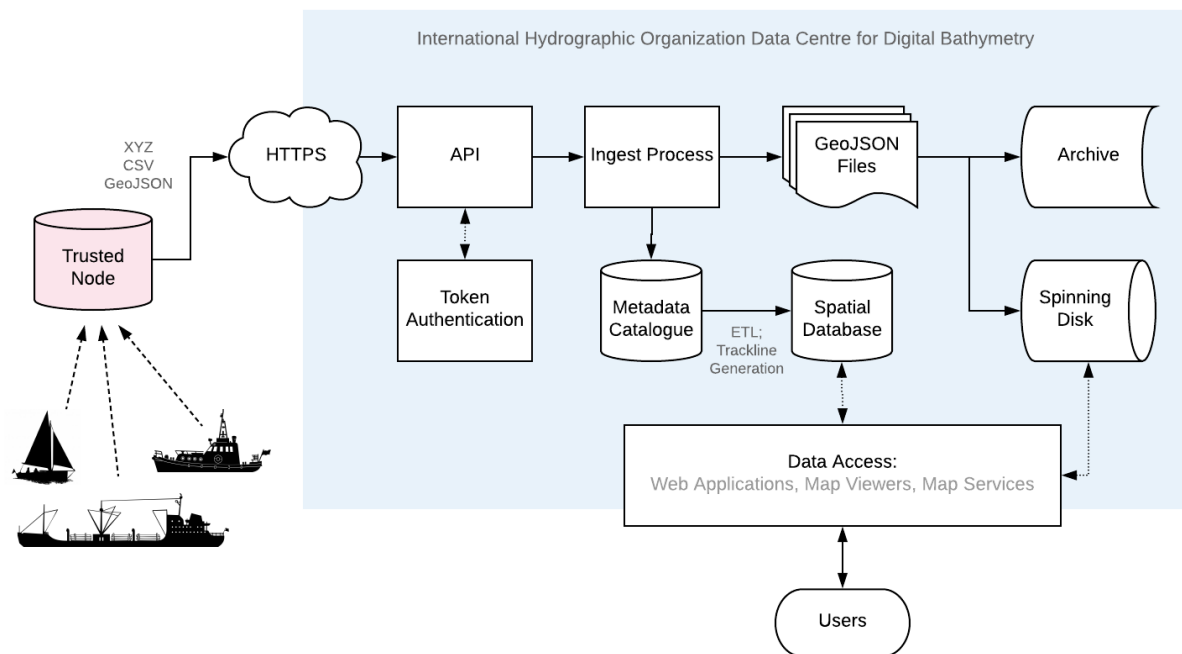 International Hydrographic Organization Data Centre for Digital Bathymetry
XYZ
CSV
GeoJSON
HTTPS
API
Ingest Process
GeoJSON
Files
Archive
Trusted
Node
Token
Authentication
Metadata
Catalogue
ETL;
Trackline
Generation
Spatial
Database
Spinning
Disk
Data Access:
Web Applications, Map Viewers, Map Services
Users